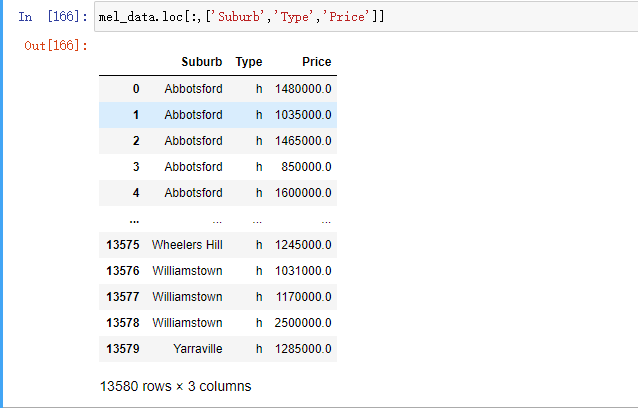 In [166]: mel_data.loc[:,['Suburb','Type','Price']]
Out[166]:
Suburb Type Price
0 Abbotsford h 1480000.0
1 Abbotsford h 1035000.0
2 Abbotsford h 1465000.0
3 Abbotsford h 850000.0
4 Abbotsford h 1600000.0
... ... ... ...
13575 Wheelers Hill h 1245000.0
13576 Williamstown h 1031000.0
13577 Williamstown h 1170000.0
13578 Williamstown h 2500000.0
13579 Yarraville h 1285000.0
13580 rows × 3 columns